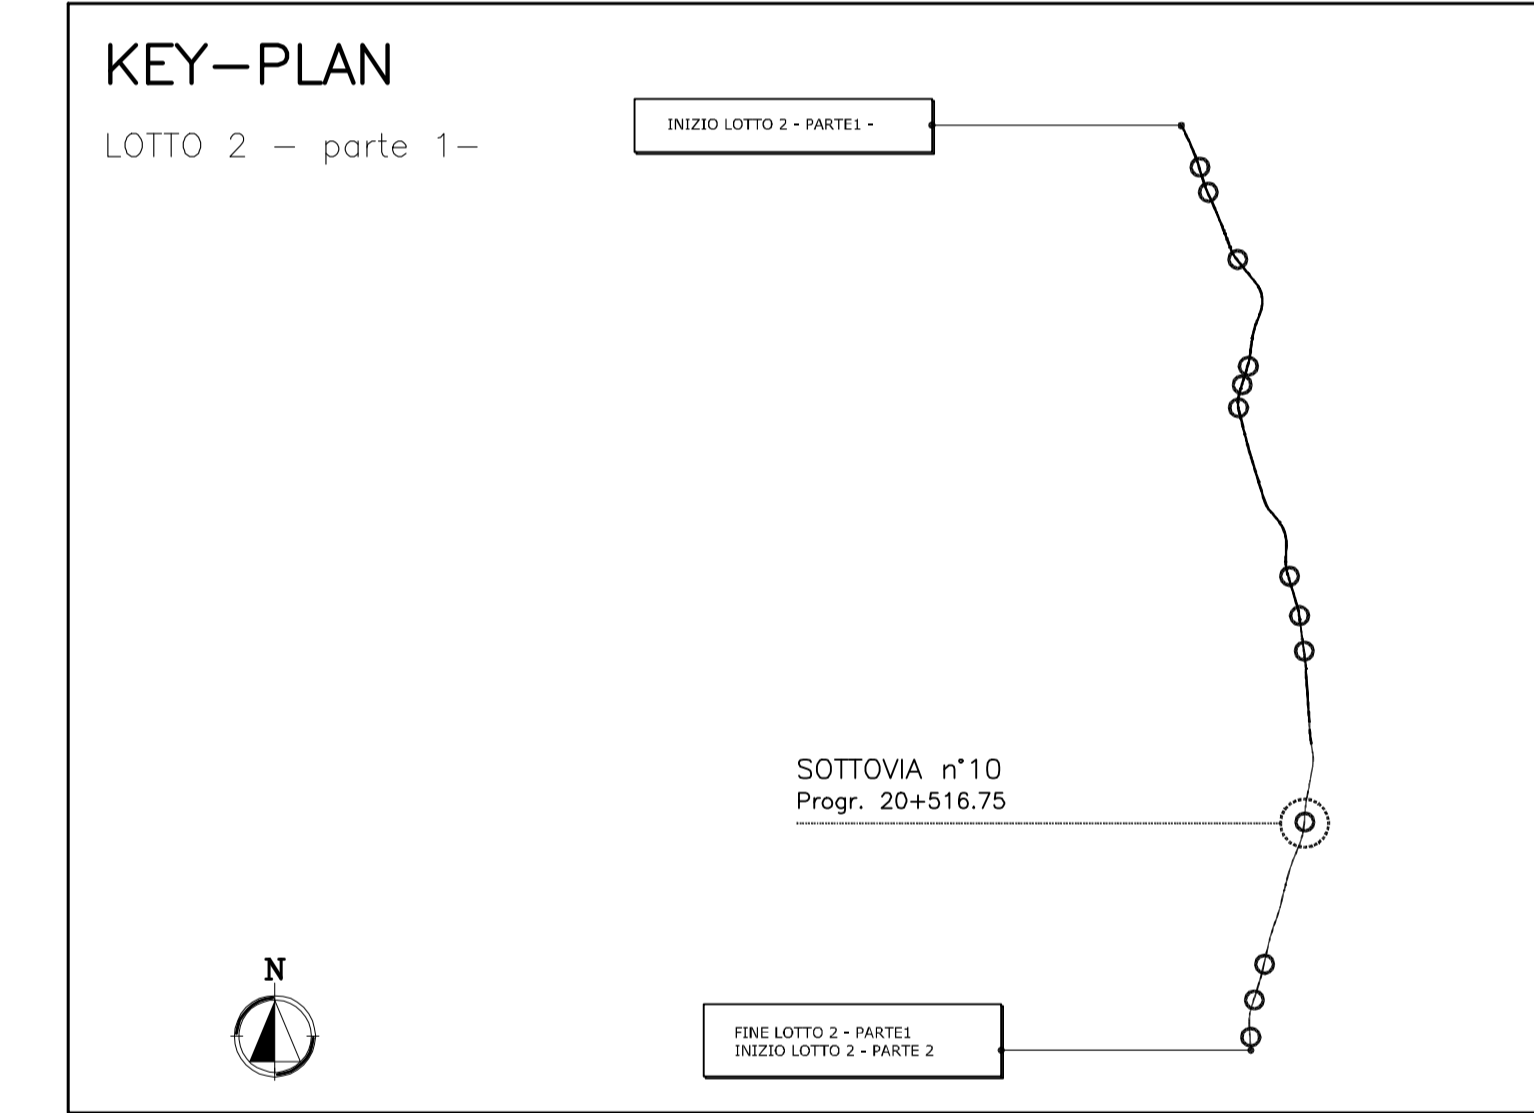 KEY-PLAN
LOTTO 2 - parte 1-
INIZIO LOTTO 2 - PARTE1 -
SOTTOVIA n°10
Progr. 20+516.75
N
FINE LOTTO 2 - PARTE1
INIZIO LOTTO 2 - PARTE 2